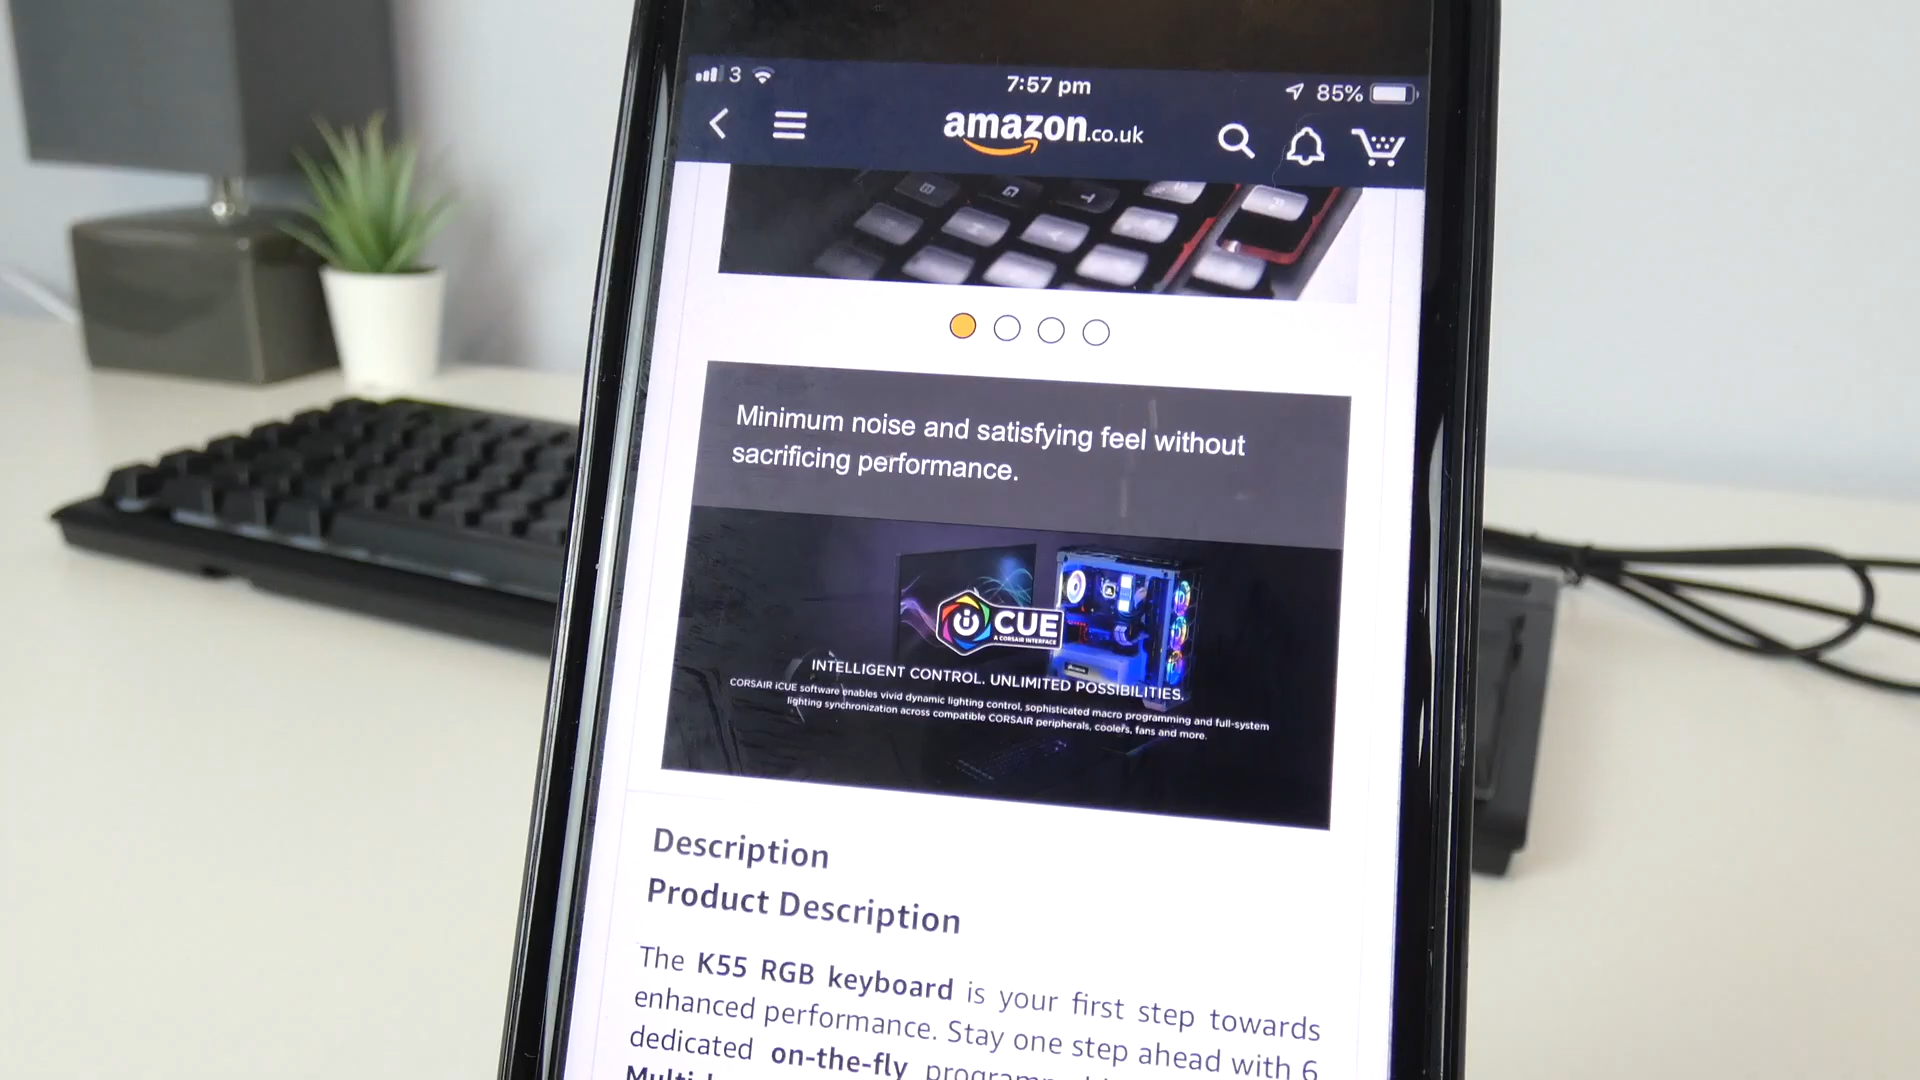 3
7:57 pm
85%
amazon.co.uk
Minimum noise and satisfying feel without
sacrificing performance.
CUE
A CORSAIR INTERFACE
INTELLIGENT CONTROL. UNLIMITED POSSIBILITIES.
CORSAIR iCUE software enables vivid dynamic lighting control, sophisticated macro programming and full-system
lighting synchronization across compatible CORSAIR peripherals, coolers, fans and more.
Description
Product Description
The K55 RGB keyboard is your first step towards
enhanced performance. Stay one step ahead with 6
dedicated on-the-fly